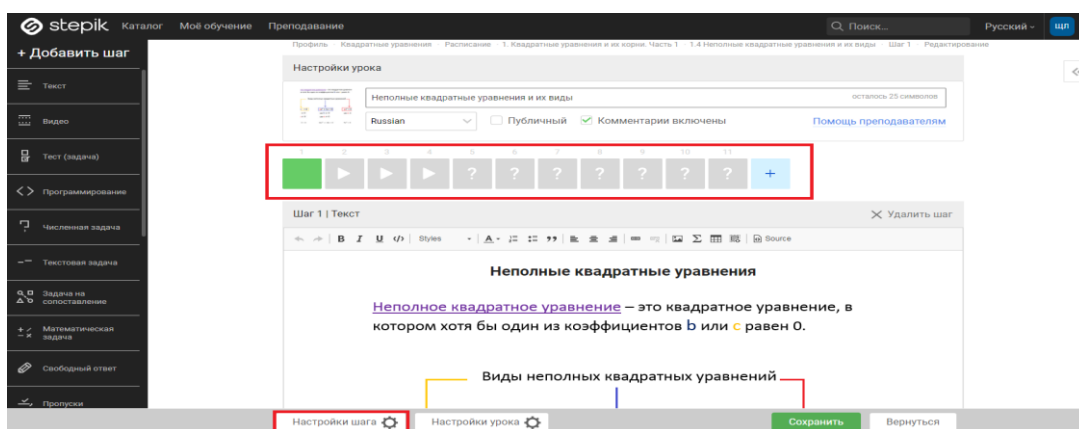 stepik Каталог Моё обучение Преподавание Поиск... Русский ЩЛ
+ Добавить шаг
Профиль Квадратные уравнения Расписание 1. Квадратные уравнения и их корни. Часть 1 1.4 Неполные квадратные уравнения и их виды Шаг 1 Редактирование
Настройки урока
Текст
Неполные квадратные уравнения и их виды осталось 25 символов
Видео
Russian Публичный Комментарии включены Помощь преподавателям
Тест (задача)
1 2 3 4 5 6 7 8 9 10 11
? ? ? ? ? ? ? +
Программирование
Шаг 1 | Текст Удалить шаг
Численная задача
B I U </> Styles A Σ Source
Текстовая задача
Неполные квадратные уравнения
Задача на
сопоставление
Неполное квадратное уравнение – это квадратное уравнение, в
котором хотя бы один из коэффициентов b или c равен 0.
Математическая
задача
Свободный ответ
Виды неполных квадратных уравнений
Пропуски
Настройки шага Настройки урока Сохранить Вернуться